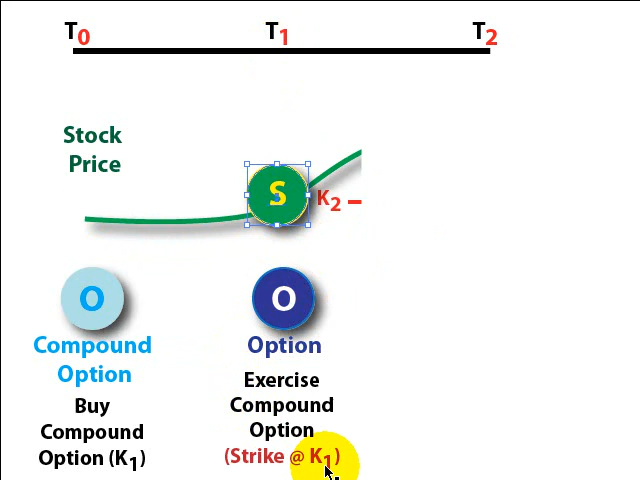 T0 T1 T2
Stock
Price
S
K2
O O
Compound
Option
Buy
Compound
Option (K1)
Option
Exercise
Compound
Option
(Strike @ K1)